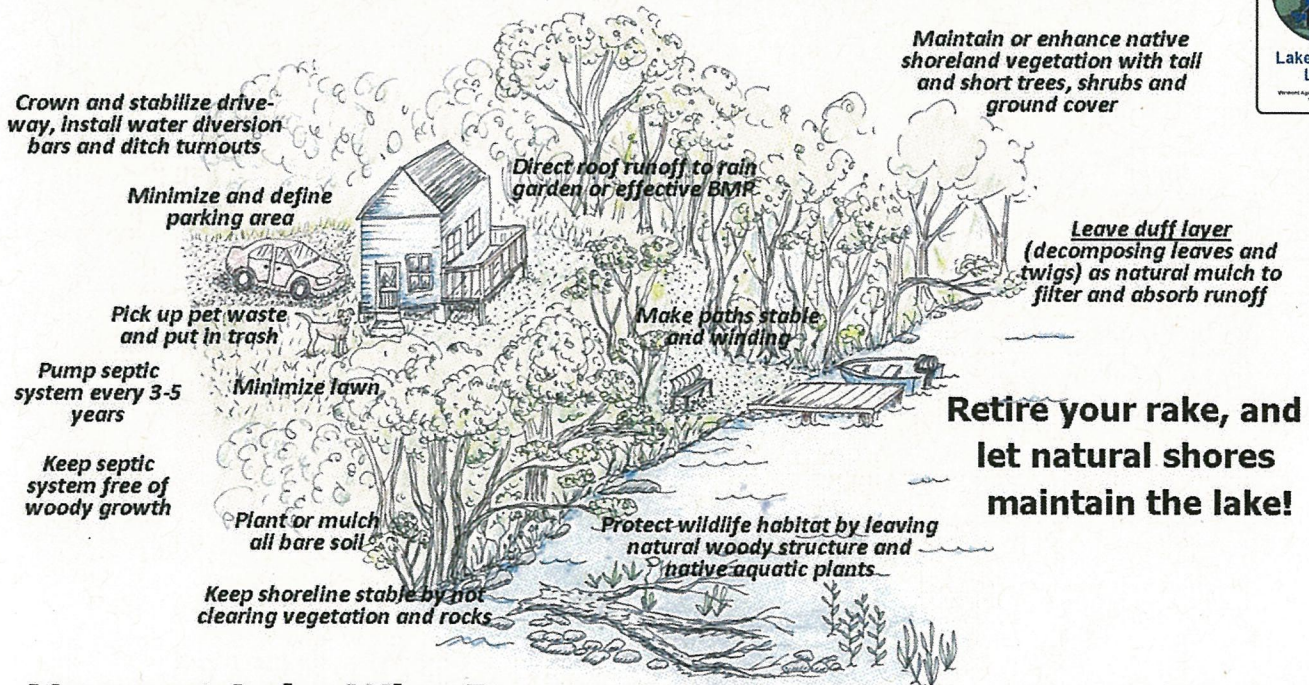 Maintain or enhance native
shoreland vegetation with tall
and short trees, shrubs and
ground cover
Lake
Crown and stabilize drive-
way, install water diversion
bars and ditch turnouts
Direct roof runoff to rain
garden or effective BMP
Minimize and define
parking area
Leave duff layer
(decomposing leaves and
twigs) as natural mulch to
filter and absorb runoff
Pick up pet waste
and put in trash
Make paths stable
and winding
Pump septic
system every 3-5
years
Minimize lawn
Retire your rake, and
let natural shores
maintain the lake!
Keep septic
system free of
woody growth
Plant or mulch
all bare soil
Protect wildlife habitat by leaving
natural woody structure and
native aquatic plants
Keep shoreline stable by not
clearing vegetation and rocks